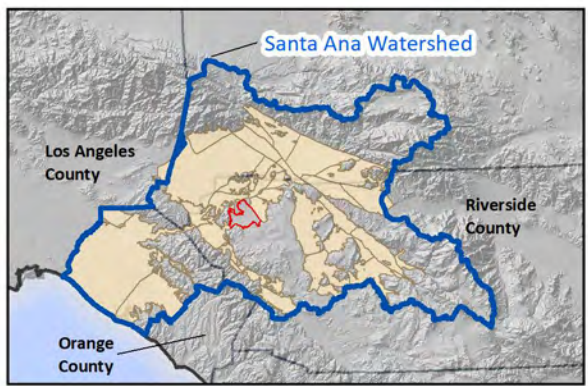 Santa Ana Watershed
Los Angeles
County
Riverside
County
Orange
County